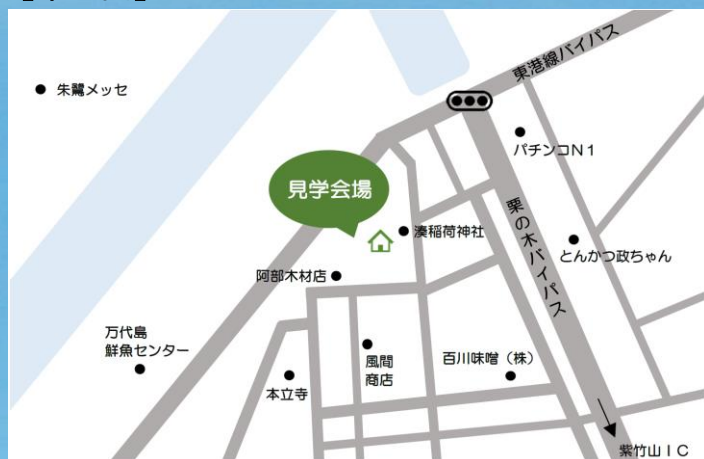 東港線バイパス
朱鷺メッセ
パチンコN1
見学会場
栗の木バイパス
湊稲荷神社
とんかつ政ちゃん
阿部木材店
万代島
鮮魚センター
風間
商店
百川味噌（株）
本立寺
紫竹山IC